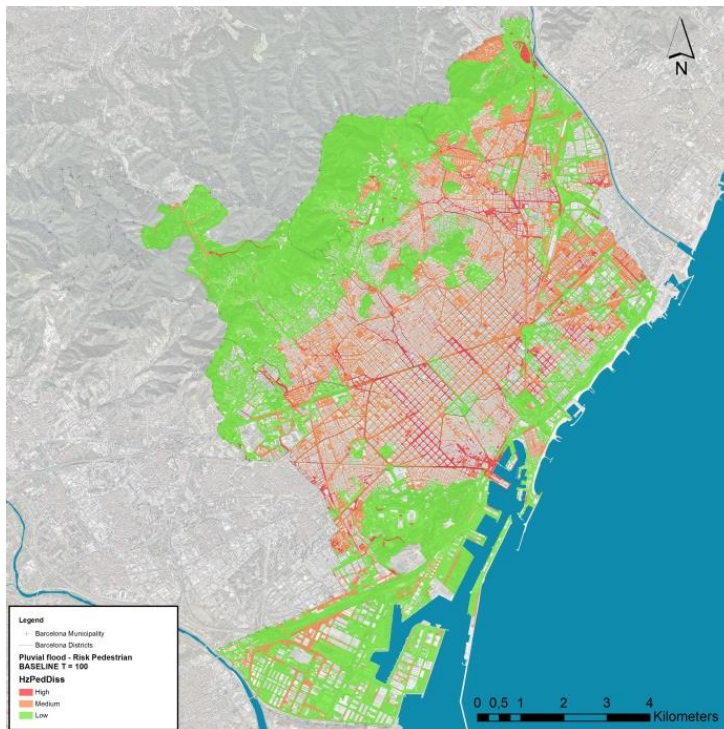 N
Legend
Barcelona Municipality
Barcelona Districts
Pluvial flood - Risk Pedestrian
BASELINE T = 100
HzPedDiss
High
Medium
Low
0 0,5 1 2 3 4
Kilometers